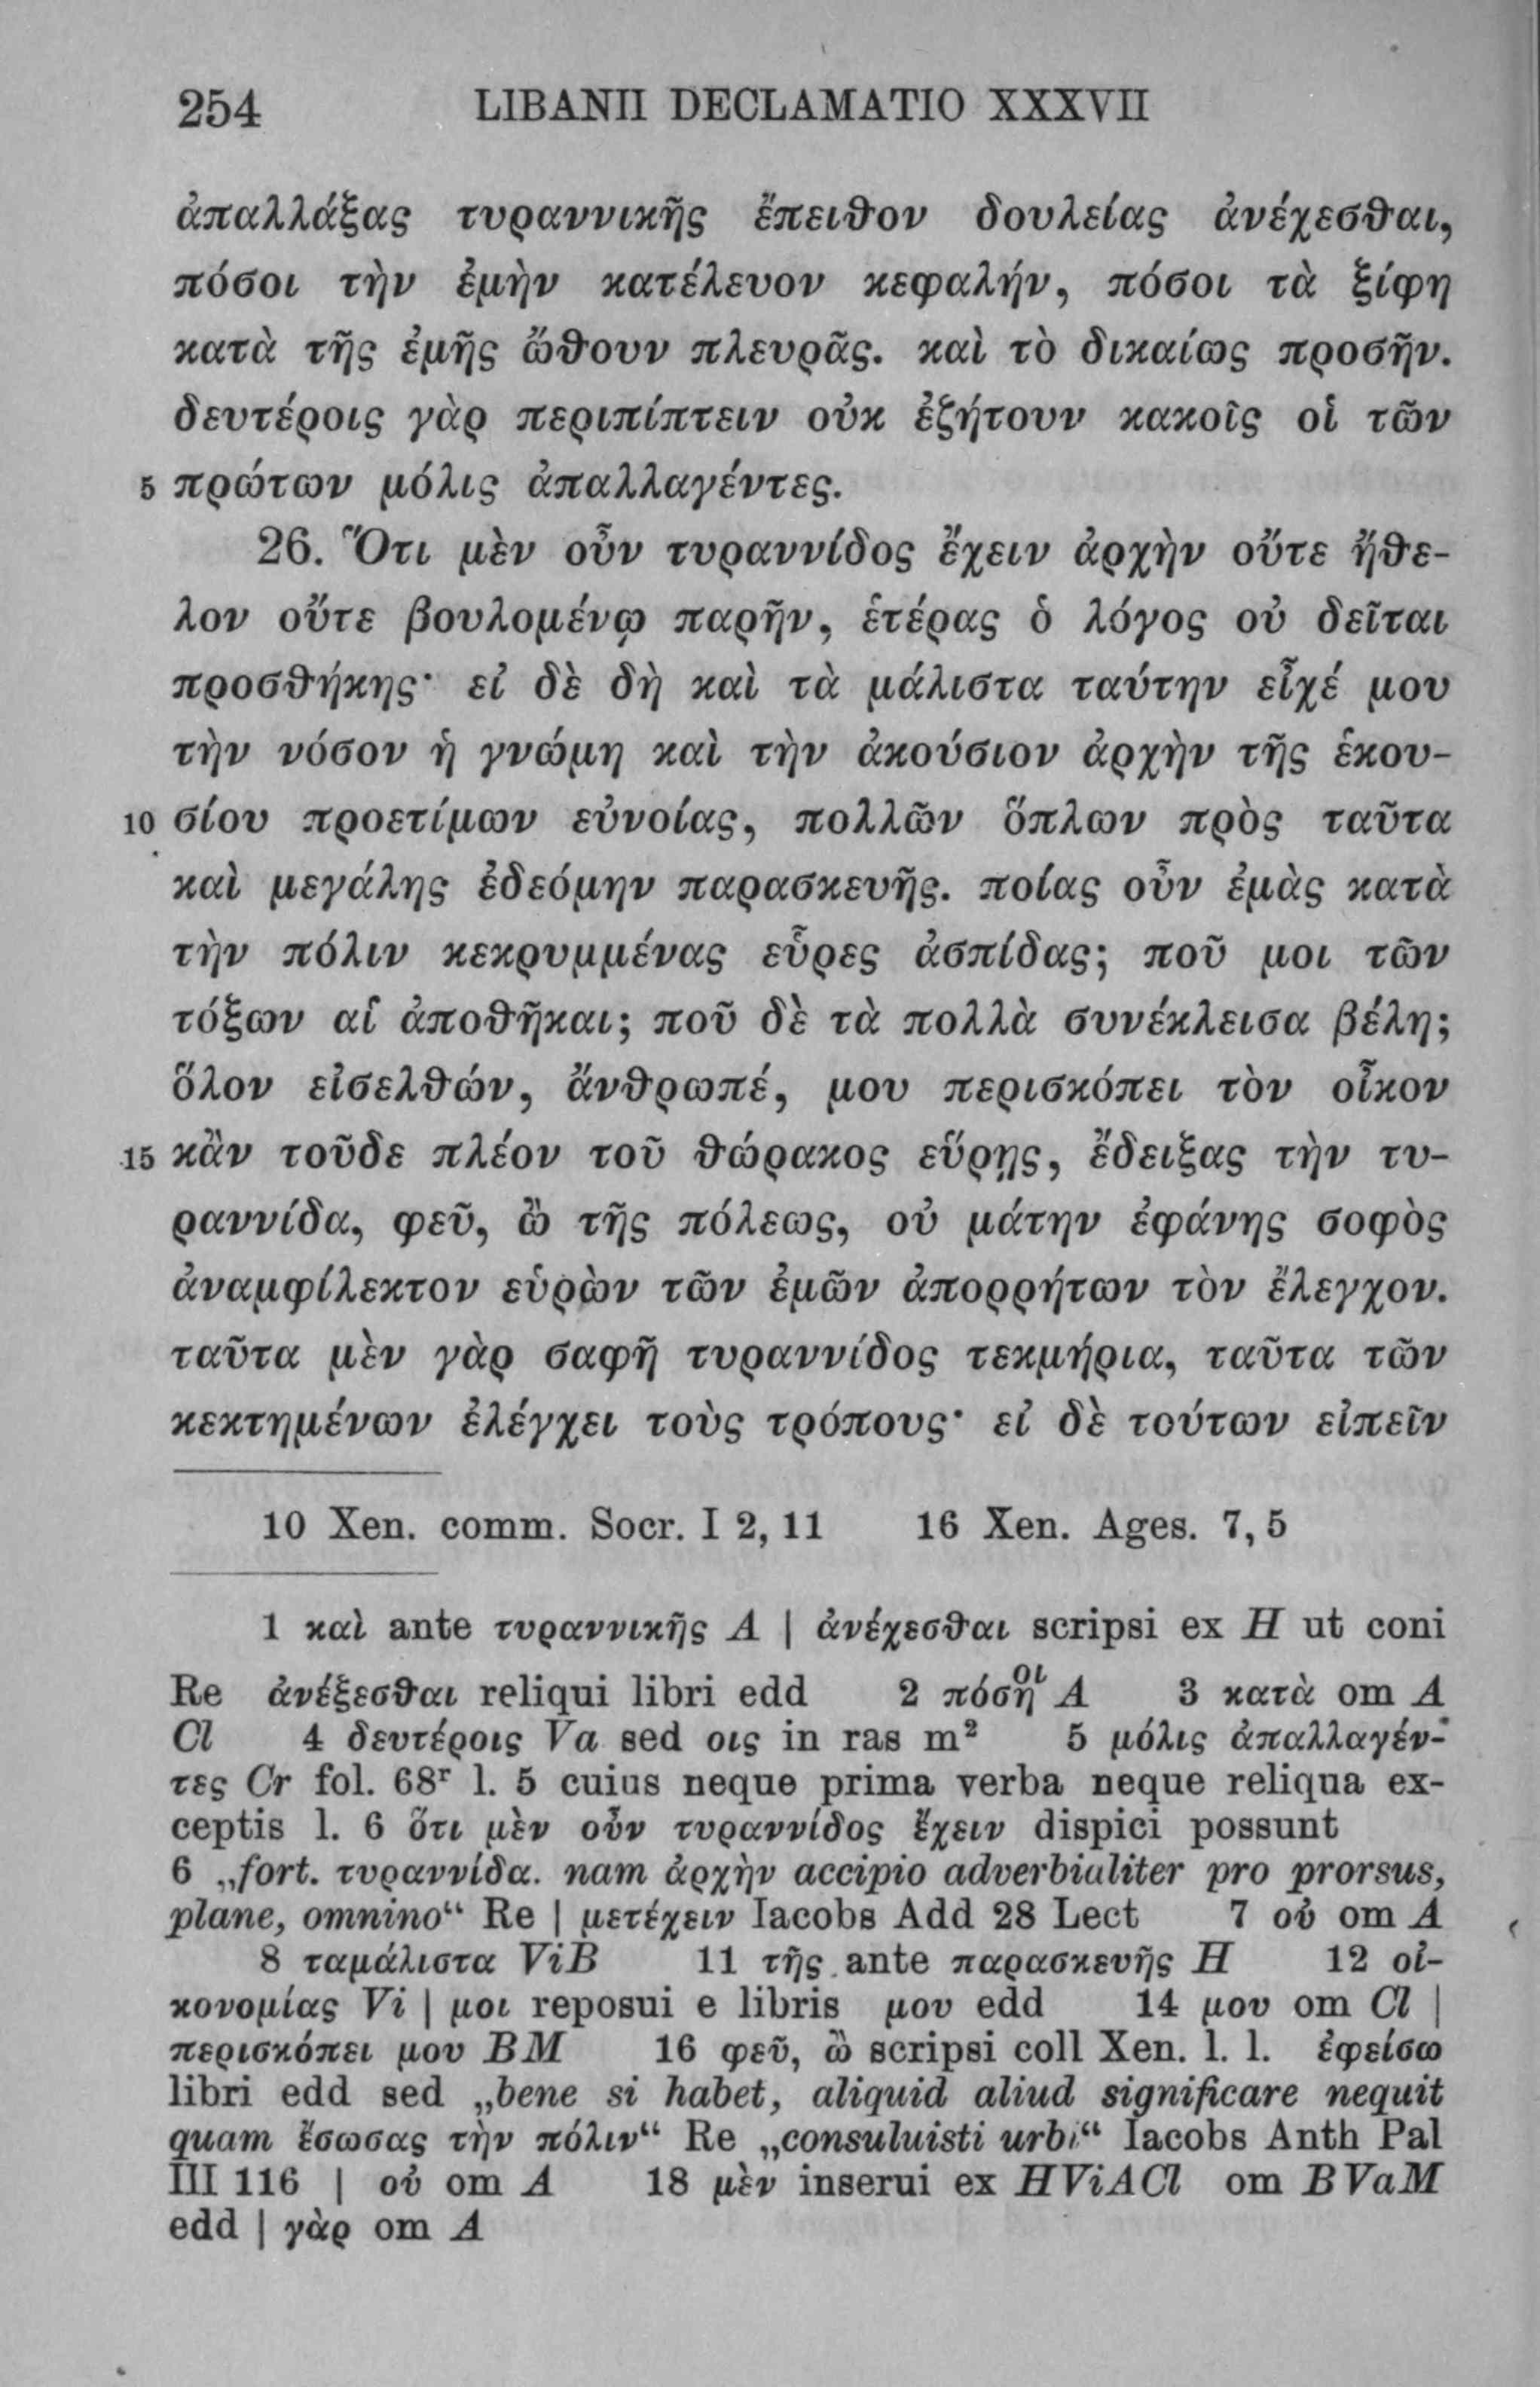 254 LIBANII DECLAMATIO XXXVII
ἀπαλλάξας τυραννικῆς ἔπειθον δουλείας ἀνέχεσθαι,
πόσοι τὴν ἐμὴν κατέλευον κεφαλήν, πόσοι τὰ ξίφη
κατὰ τῆς ἐμῆς ὤθουν πλευρᾶς. καὶ τὸ δικαίως προσῆν.
δευτέροις γὰρ περιπίπτειν οὐκ ἐζήτουν κακοῖς οἱ τῶν
5 πρώτων μόλις ἀπαλλαγέντες.
26. Ὅτι μὲν οὖν τυραννίδος ἔχειν ἀρχὴν οὔτε ἤθε-
λον οὔτε βουλομένῳ παρῆν, ἑτέρας ὁ λόγος οὐ δεῖται
προσθήκης· εἰ δὲ δὴ καὶ τὰ μάλιστα ταύτην εἶχέ μου
τὴν νόσον ἡ γνώμη καὶ τὴν ἀκούσιον ἀρχὴν τῆς ἑκου-
10 σίου προετίμων εὐνοίας, πολλῶν ὅπλων πρὸς ταῦτα
καὶ μεγάλης ἐδεόμην παρασκευῆς. ποίας οὖν ἐμὰς κατὰ
τὴν πόλιν κεκρυμμένας εὗρες ἀσπίδας; ποῦ μοι τῶν
τόξων αἱ ἀποθῆκαι; ποῦ δὲ τὰ πολλὰ συνέκλεισα βέλη;
ὅλον εἰσελθών, ἄνθρωπέ, μου περισκόπει τὸν οἶκον
15 κἂν τοῦδε πλέον τοῦ θώρακος εὕρῃς, ἔδειξας τὴν τυ-
ραννίδα, φεῦ, ὢ τῆς πόλεως, οὐ μάτην ἐφάνης σοφὸς
ἀναμφίλεκτον εὑρὼν τῶν ἐμῶν ἀπορρήτων τὸν ἔλεγχον.
ταῦτα μὲν γὰρ σαφῆ τυραννίδος τεκμήρια, ταῦτα τῶν
κεκτημένων ἐλέγχει τοὺς τρόπους· εἰ δὲ τούτων εἰπεῖν
10 Xen. comm. Socr. I 2, 11 16 Xen. Ages. 7, 5
1 καὶ ante τυραννικῆς A | ἀνέχεσθαι scripsi ex H ut coni
Re ἀνέξεσθαι reliqui libri edd 2 πόσηοι A 3 κατὰ om A
Cl 4 δευτέροις Va sed οις in ras m² 5 μόλις ἀπαλλαγέν-
τες Cr fol. 68ʳ l. 5 cuius neque prima verba neque reliqua ex-
ceptis l. 6 ὅτι μὲν οὖν τυραννίδος ἔχειν dispici possunt
6 „fort. τυραννίδα. nam ἀρχὴν accipio adverbialiter pro prorsus,
plane, omnino“ Re | μετέχειν Iacobs Add 28 Lect 7 οὐ om A
8 ταμάλιστα ViB 11 τῆς ante παρασκευῆς H 12 οἰ-
κονομίας Vi | μοι reposui e libris μου edd 14 μου om Cl |
περισκόπει μου BM 16 φεῦ, ὢ scripsi coll Xen. l. l. ἐφείσω
libri edd sed „bene si habet, aliquid aliud significare nequit
quam ἔσωσας τὴν πόλιν“ Re „consuluisti urbi“ Iacobs Anth Pal
III 116 | οὐ om A 18 μὲν inserui ex HViACl om BVaM
edd | γὰρ om A